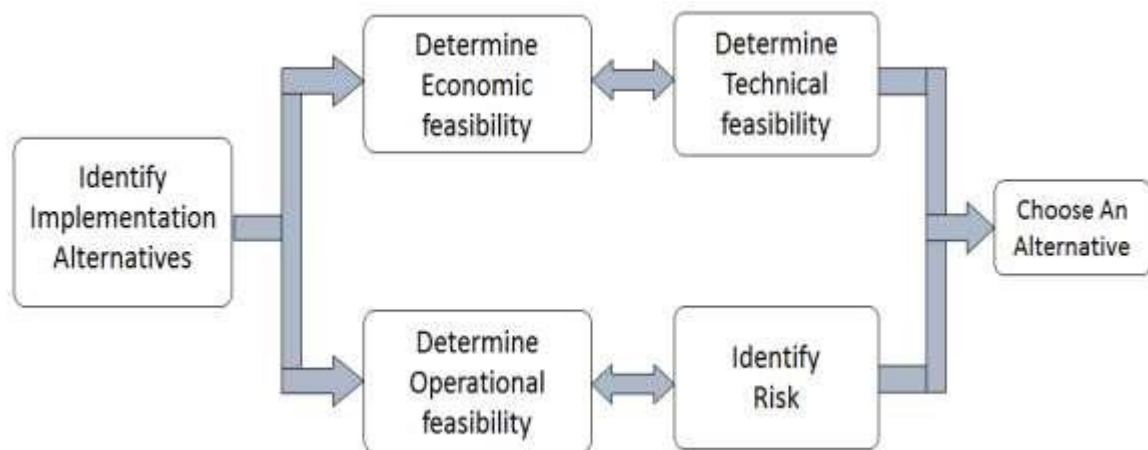 Identify
Implementation
Alternatives
Determine
Economic
feasibility
Determine
Technical
feasibility
Determine
Operational
feasibility
Identify
Risk
Choose An
Alternative